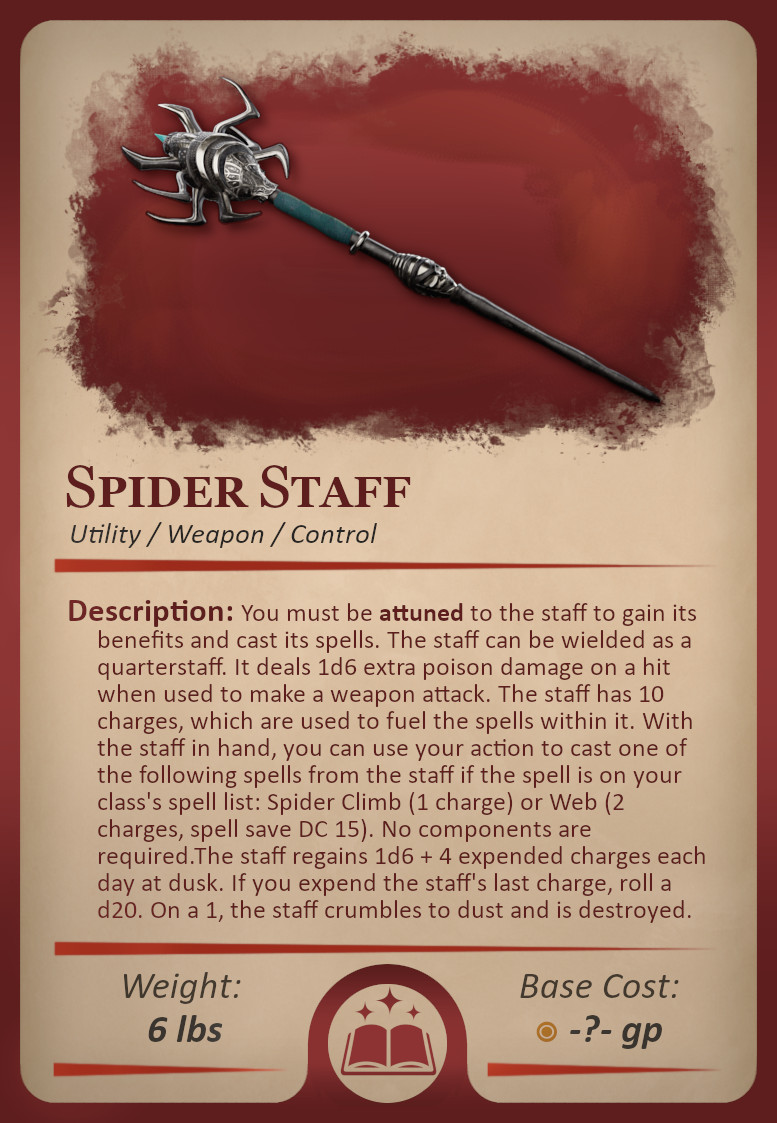 Spider Staff
Utility / Weapon / Control
Description: You must be attuned to the staff to gain its
benefits and cast its spells. The staff can be wielded as a
quarterstaff. It deals 1d6 extra poison damage on a hit
when used to make a weapon attack. The staff has 10
charges, which are used to fuel the spells within it. With
the staff in hand, you can use your action to cast one of
the following spells from the staff if the spell is on your
class's spell list: Spider Climb (1 charge) or Web (2
charges, spell save DC 15). No components are
required.The staff regains 1d6 + 4 expended charges each
day at dusk. If you expend the staff's last charge, roll a
d20. On a 1, the staff crumbles to dust and is destroyed.
Weight:
6 lbs
Base Cost:
-?- gp